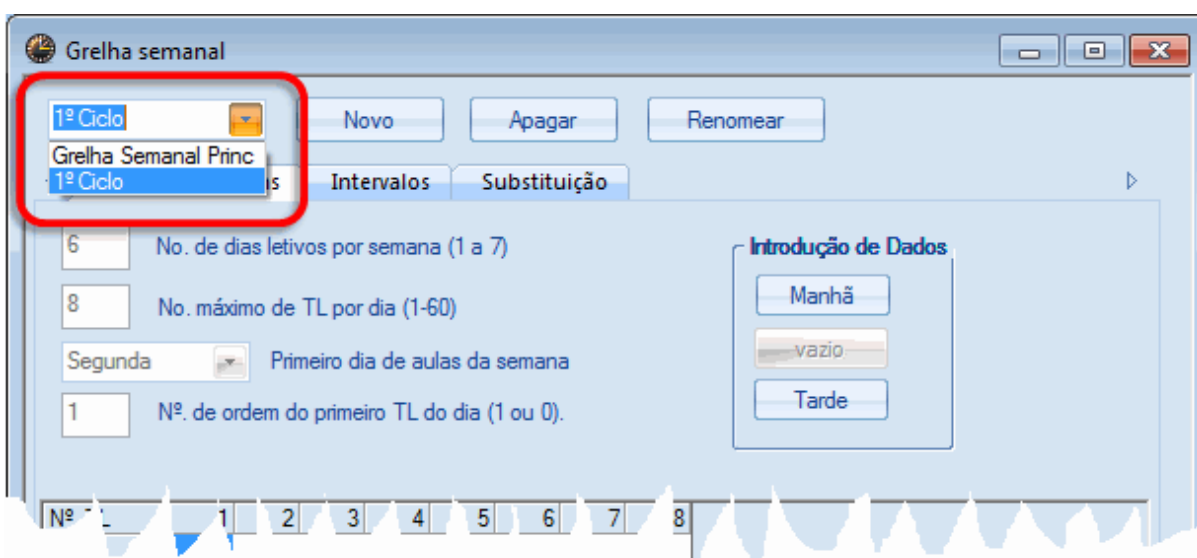 Grelha semanal
1º Ciclo Novo Apagar Renomear
Grelha Semanal Princ
1º Ciclo
Intervalos Substituição
6 No. de dias letivos por semana (1 a 7)
Introdução de Dados
8 No. máximo de TL por dia (1-60)
Manhã
vazio
Segunda Primeiro dia de aulas da semana
Tarde
1 Nº. de ordem do primeiro TL do dia (1 ou 0).
Nº 1 2 3 4 5 6 7 8